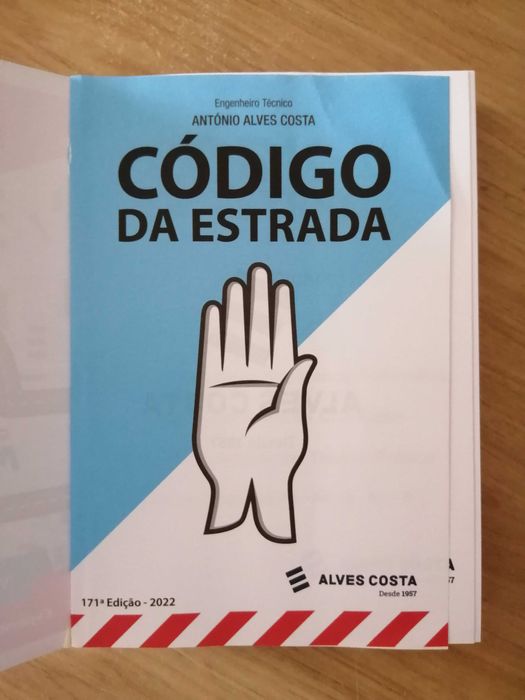 Engenheiro Técnico
ANTÓNIO ALVES COSTA
CÓDIGO
DA ESTRADA
ALVES COSTA
Desde 1957
171ª Edição - 2022